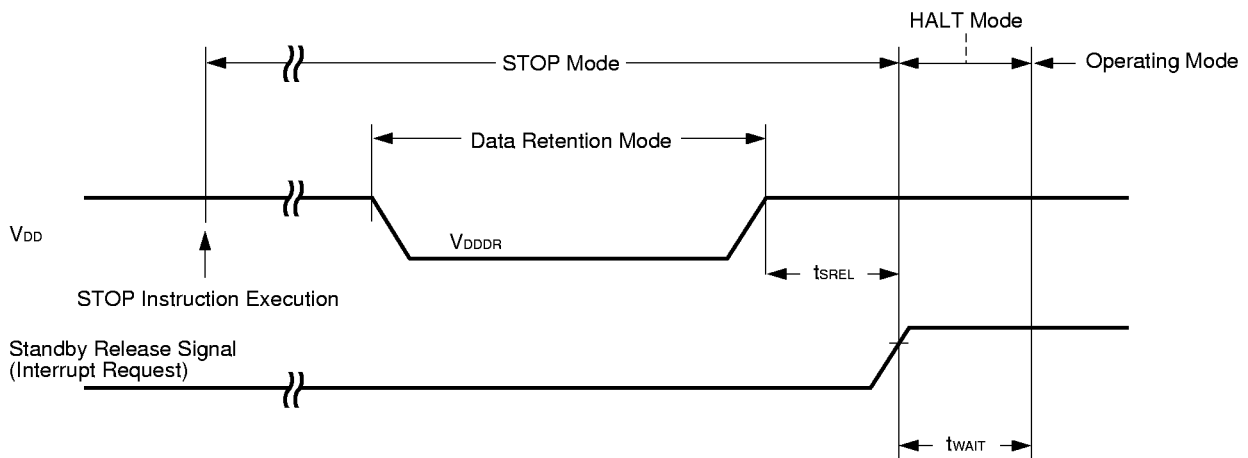 HALT Mode
STOP Mode
Operating Mode
Data Retention Mode
VDD
VDDDR
tSREL
STOP Instruction Execution
Standby Release Signal
(Interrupt Request)
tWAIT